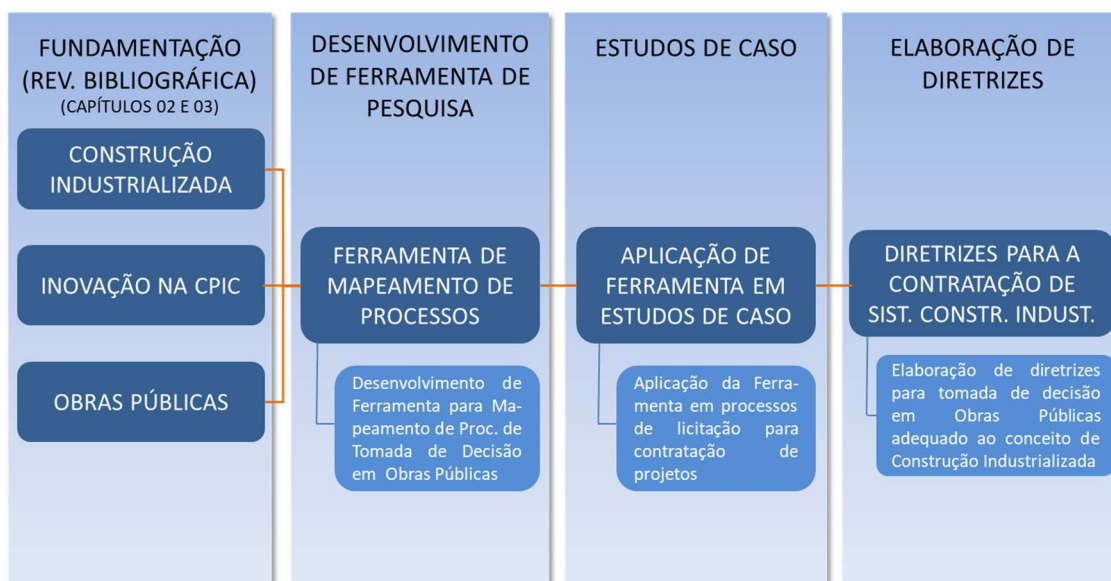 FUNDAMENTAÇÃO
(REV. BIBLIOGRÁFICA)
(CAPÍTULOS 02 E 03)
CONSTRUÇÃO
INDUSTRIALIZADA
INOVAÇÃO NA CPIC
OBRAS PÚBLICAS
DESENVOLVIMENTO
DE FERRAMENTA DE
PESQUISA
FERRAMENTA DE
MAPEAMENTO DE
PROCESSOS
Desenvolvimento de
Ferramenta para Ma-
peamento de Proc. de
Tomada de Decisão
em Obras Públicas
ESTUDOS DE CASO
APLICAÇÃO DE
FERRAMENTA EM
ESTUDOS DE CASO
Aplicação da Ferra-
menta em processos
de licitação para
contratação de
projetos
ELABORAÇÃO DE
DIRETRIZES
DIRETRIZES PARA A
CONTRATAÇÃO DE
SIST. CONSTR. INDUST.
Elaboração de diretrizes
para tomada de decisão
em Obras Públicas
adequado ao conceito de
Construção Industrializada